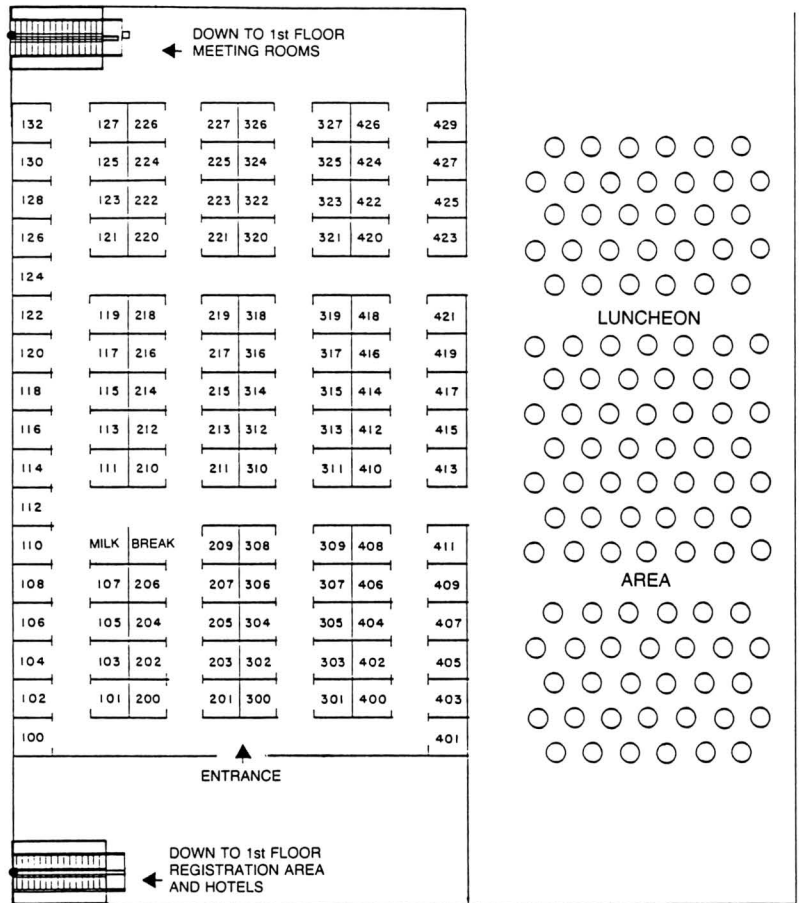 DOWN TO 1st FLOOR
MEETING ROOMS
132 127 226 227 326 327 426 429
130 125 224 225 324 325 424 427
128 123 222 223 322 323 422 425
126 121 220 221 320 321 420 423
124
122 119 218 219 318 319 418 421
LUNCHEON
120 117 216 217 316 317 416 419
118 115 214 215 314 315 414 417
116 113 212 213 312 313 412 415
114 111 210 211 310 311 410 413
112
110 MILK BREAK 209 308 309 408 411
108 107 206 207 306 307 406 409
AREA
106 105 204 205 304 305 404 407
104 103 202 203 302 303 402 405
102 101 200 201 300 301 400 403
100 401
ENTRANCE
DOWN TO 1st FLOOR
REGISTRATION AREA
AND HOTELS